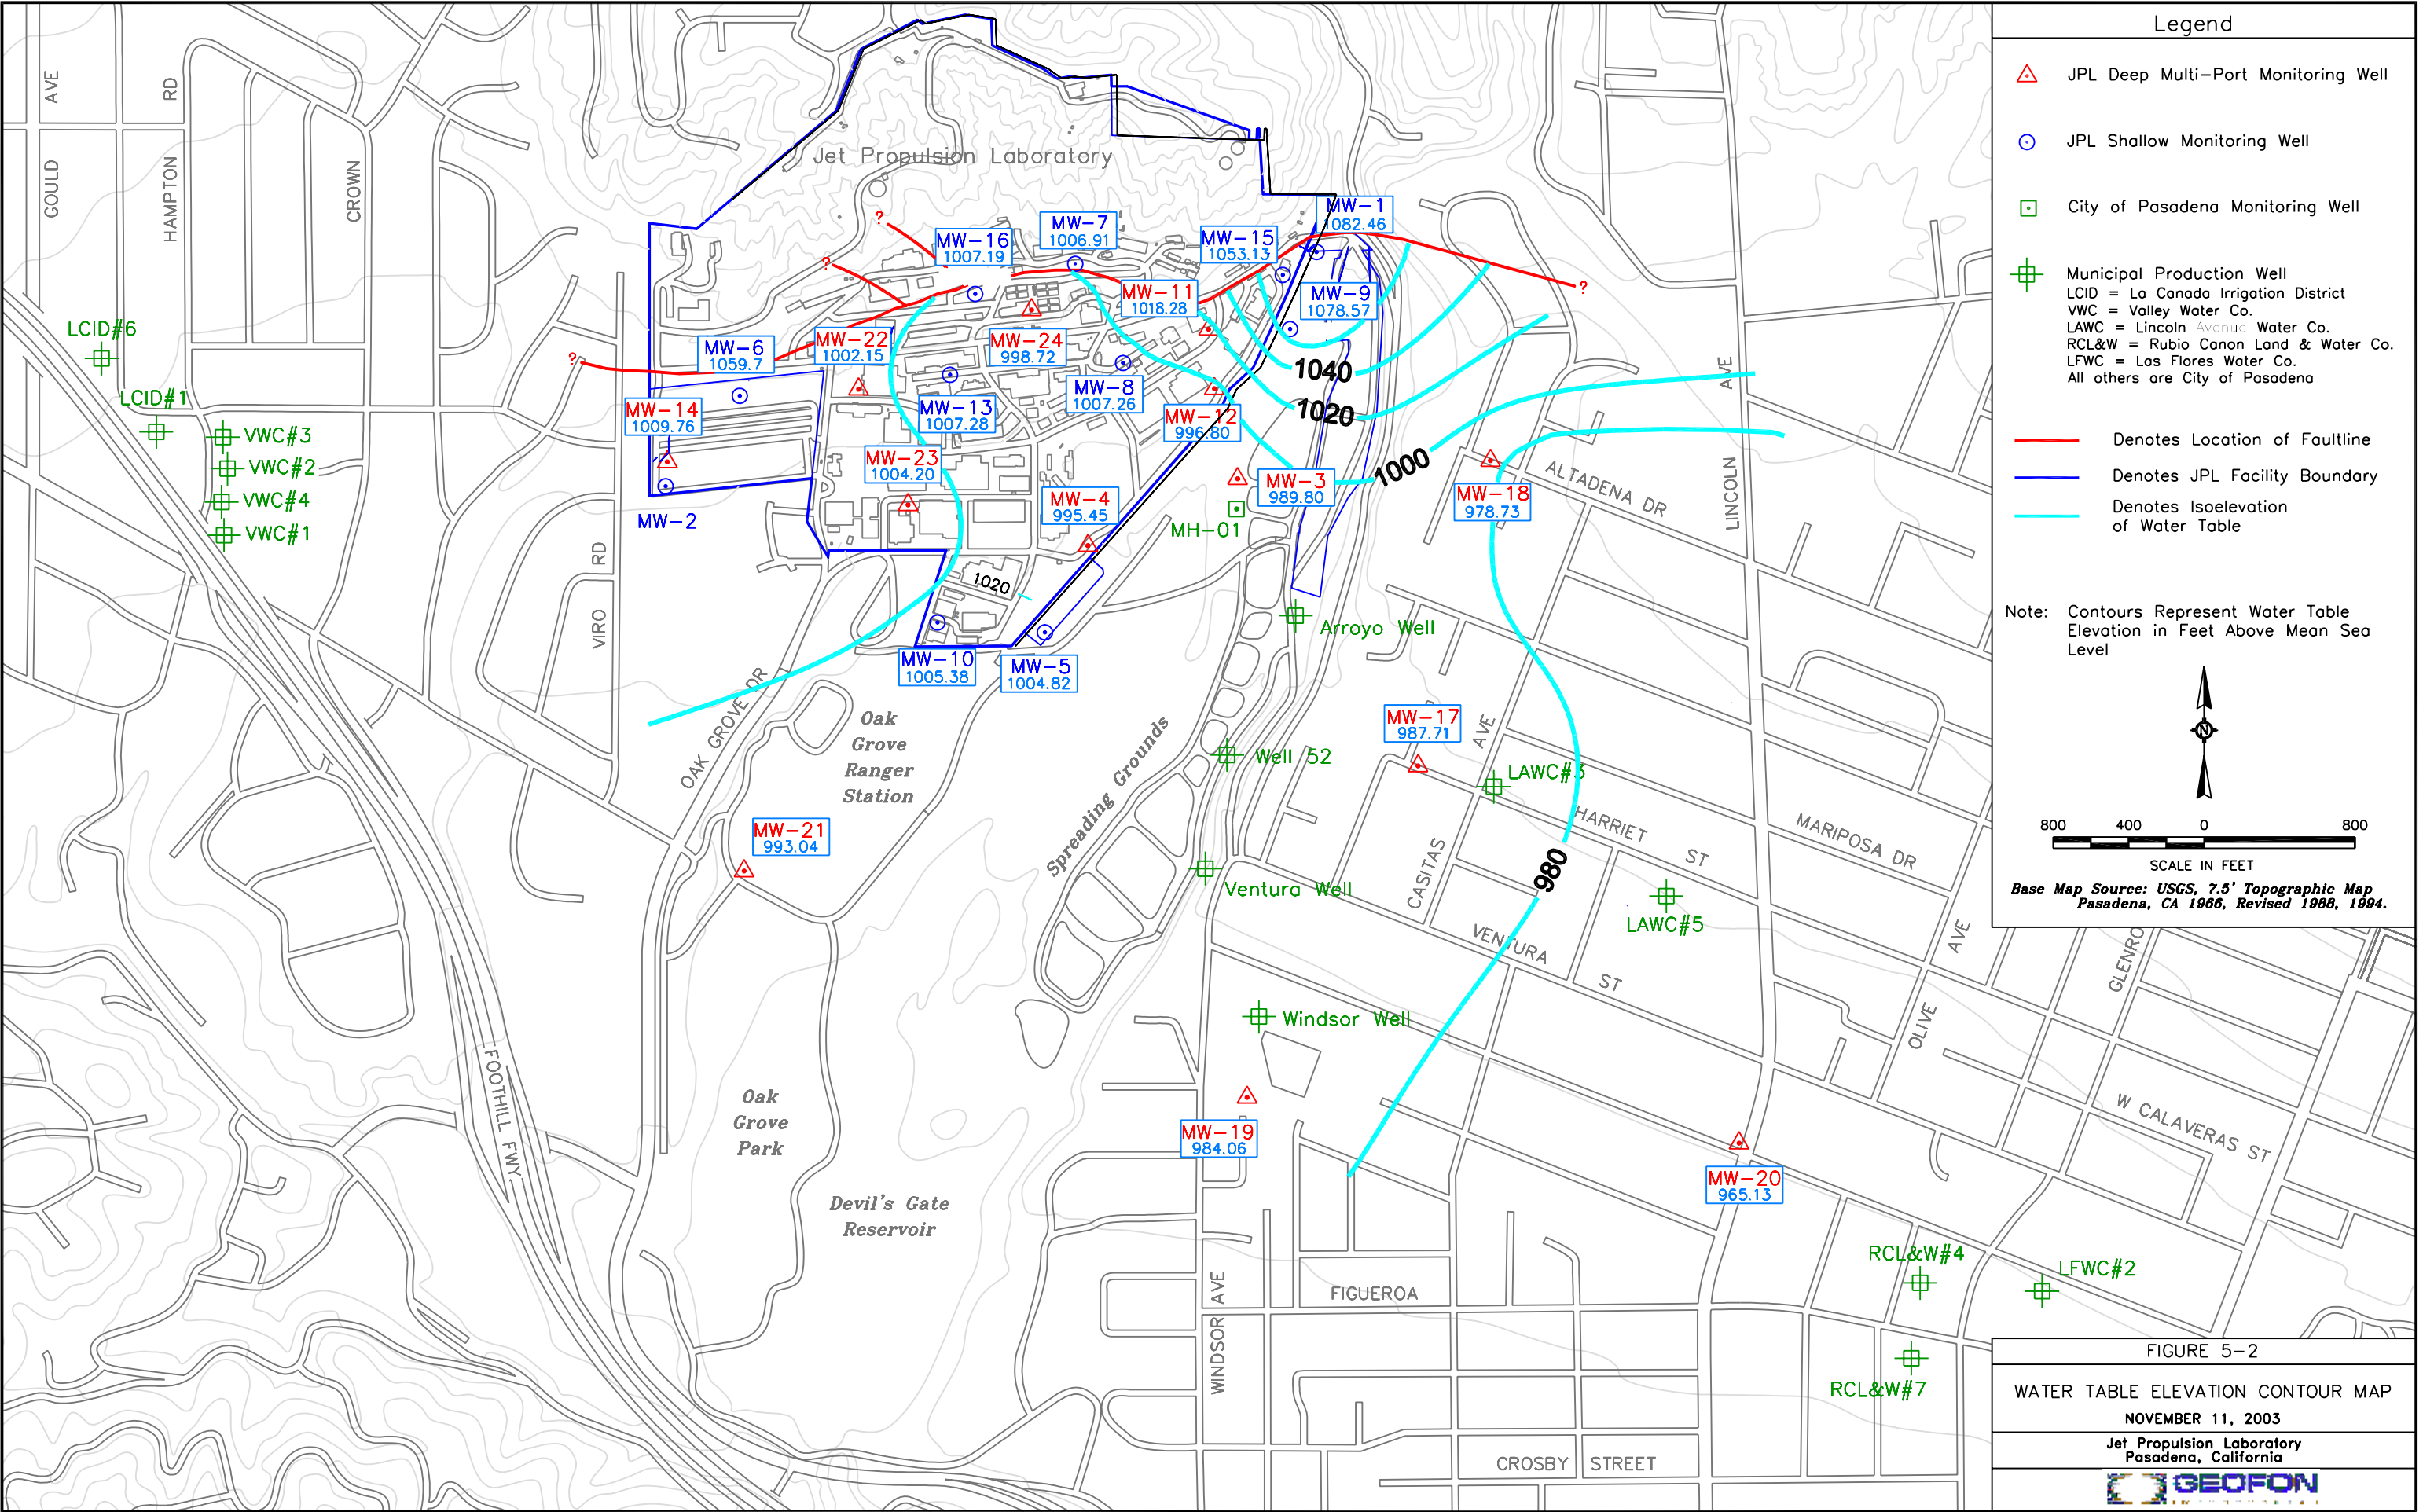 Legend
JPL Deep Multi-Port Monitoring Well
JPL Shallow Monitoring Well
City of Pasadena Monitoring Well
Municipal Production Well
LCID = La Canada Irrigation District
VWC = Valley Water Co.
LAWC = Lincoln Avenue Water Co.
RCL&W = Rubio Canon Land & Water Co.
LFWC = Las Flores Water Co.
All others are City of Pasadena
Denotes Location of Faultline
Denotes JPL Facility Boundary
Denotes Isoelevation
of Water Table
Note: Contours Represent Water Table
Elevation in Feet Above Mean Sea
Level
N
800 400 0 800
SCALE IN FEET
Base Map Source: USGS, 7.5' Topographic Map
Pasadena, CA 1966, Revised 1988, 1994.
FIGURE 5-2
WATER TABLE ELEVATION CONTOUR MAP
NOVEMBER 11, 2003
Jet Propulsion Laboratory
Pasadena, California
GEOFON
GOULD AVE
HAMPTON RD
CROWN
Jet Propulsion Laboratory
?
?
?
?
MW-1
1082.46
MW-7
1006.91
MW-16
1007.19
MW-15
1053.13
MW-11
1018.28
MW-9
1078.57
MW-22
1002.15
MW-24
998.72
MW-6
1059.7
MW-8
1007.26
MW-14
1009.76
MW-13
1007.28
MW-12
996.80
MW-23
1004.20
MW-3
989.80
MW-4
995.45
MW-18
978.73
MW-2
MH-01
MW-10
1005.38
MW-5
1004.82
MW-17
987.71
MW-21
993.04
MW-19
984.06
MW-20
965.13
1040
1020
1000
980
1020
LCID#6
LCID#1
VWC#3
VWC#2
VWC#4
VWC#1
Arroyo Well
Well 52
LAWC#3
Ventura Well
LAWC#5
Windsor Well
RCL&W#4
LFWC#2
RCL&W#7
VIRO RD
OAK GROVE DR
Oak
Grove
Ranger
Station
Spreading Grounds
Oak
Grove
Park
Devil's Gate
Reservoir
FOOTHILL FWY
ALTADENA DR
LINCOLN AVE
CASITAS AVE
HARRIET ST
MARIPOSA DR
VENTURA ST
OLIVE AVE
GLENRO
W CALAVERAS ST
WINDSOR AVE
FIGUEROA
CROSBY STREET